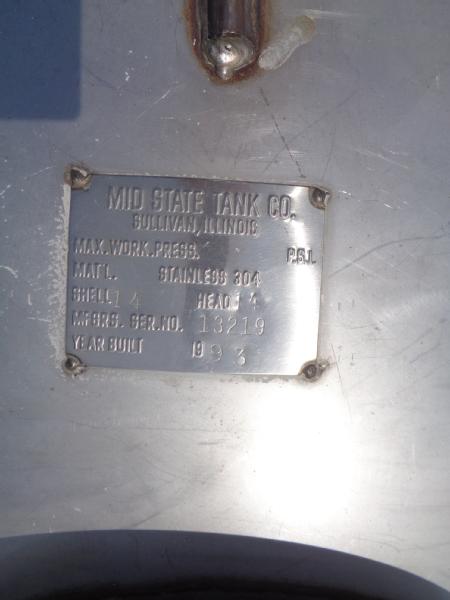 MID STATE TANK CO.
SULLIVAN, ILLINOIS
MAX. WORK. PRESS. P.S.I.
MAT'L. STAINLESS 304
SHELL 14 HEAD 14
MFGRS. SER. NO. 13219
YEAR BUILT 1993